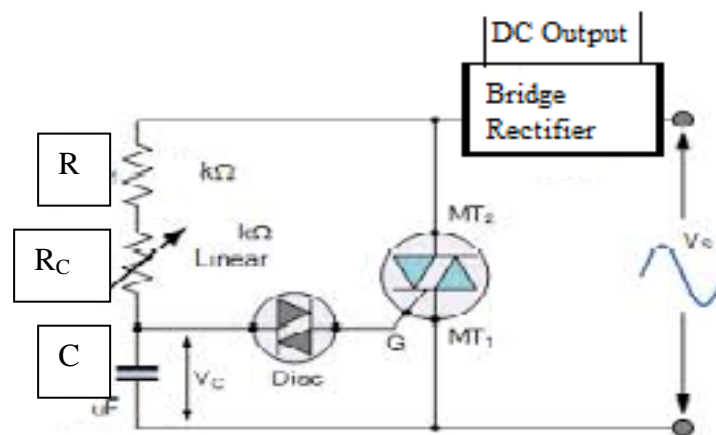 DC Output
Bridge
Rectifier
R
kΩ
MT2
RC
kΩ
Linear
VS
C
G
MT1
VC
Diac
uF